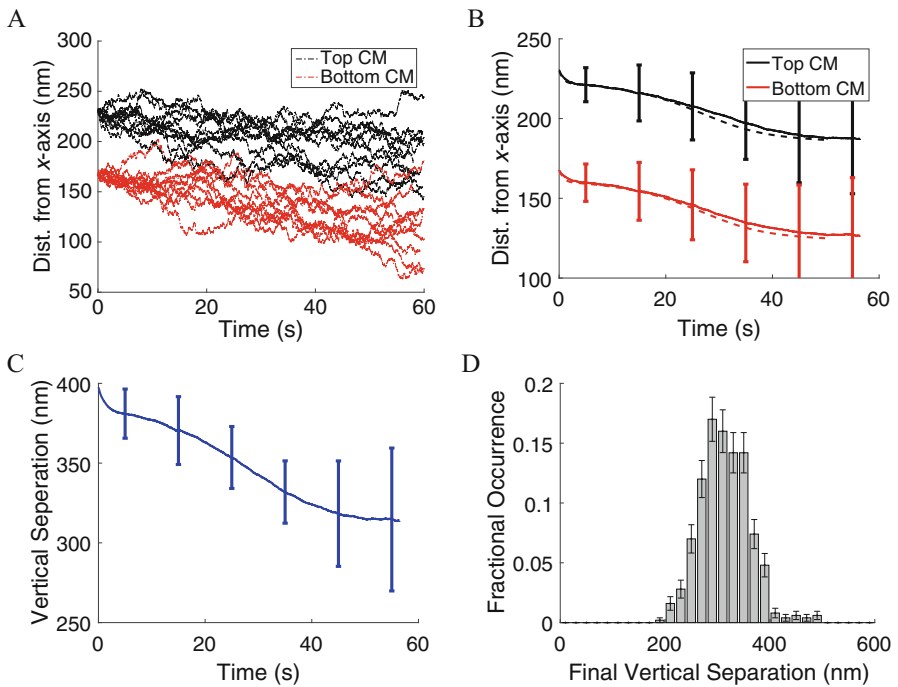 A
300
250
200
150
100
50
0
20
40
60
Dist. from x-axis (nm)
Time (s)
Top CM
Bottom CM
B
250
200
150
100
0
20
40
60
Dist. from x-axis (nm)
Time (s)
Top CM
Bottom CM
C
400
350
300
250
0
20
40
60
Vertical Seperation (nm)
Time (s)
D
0.2
0.15
0.1
0.05
0
0
200
400
600
Fractional Occurrence
Final Vertical Separation (nm)